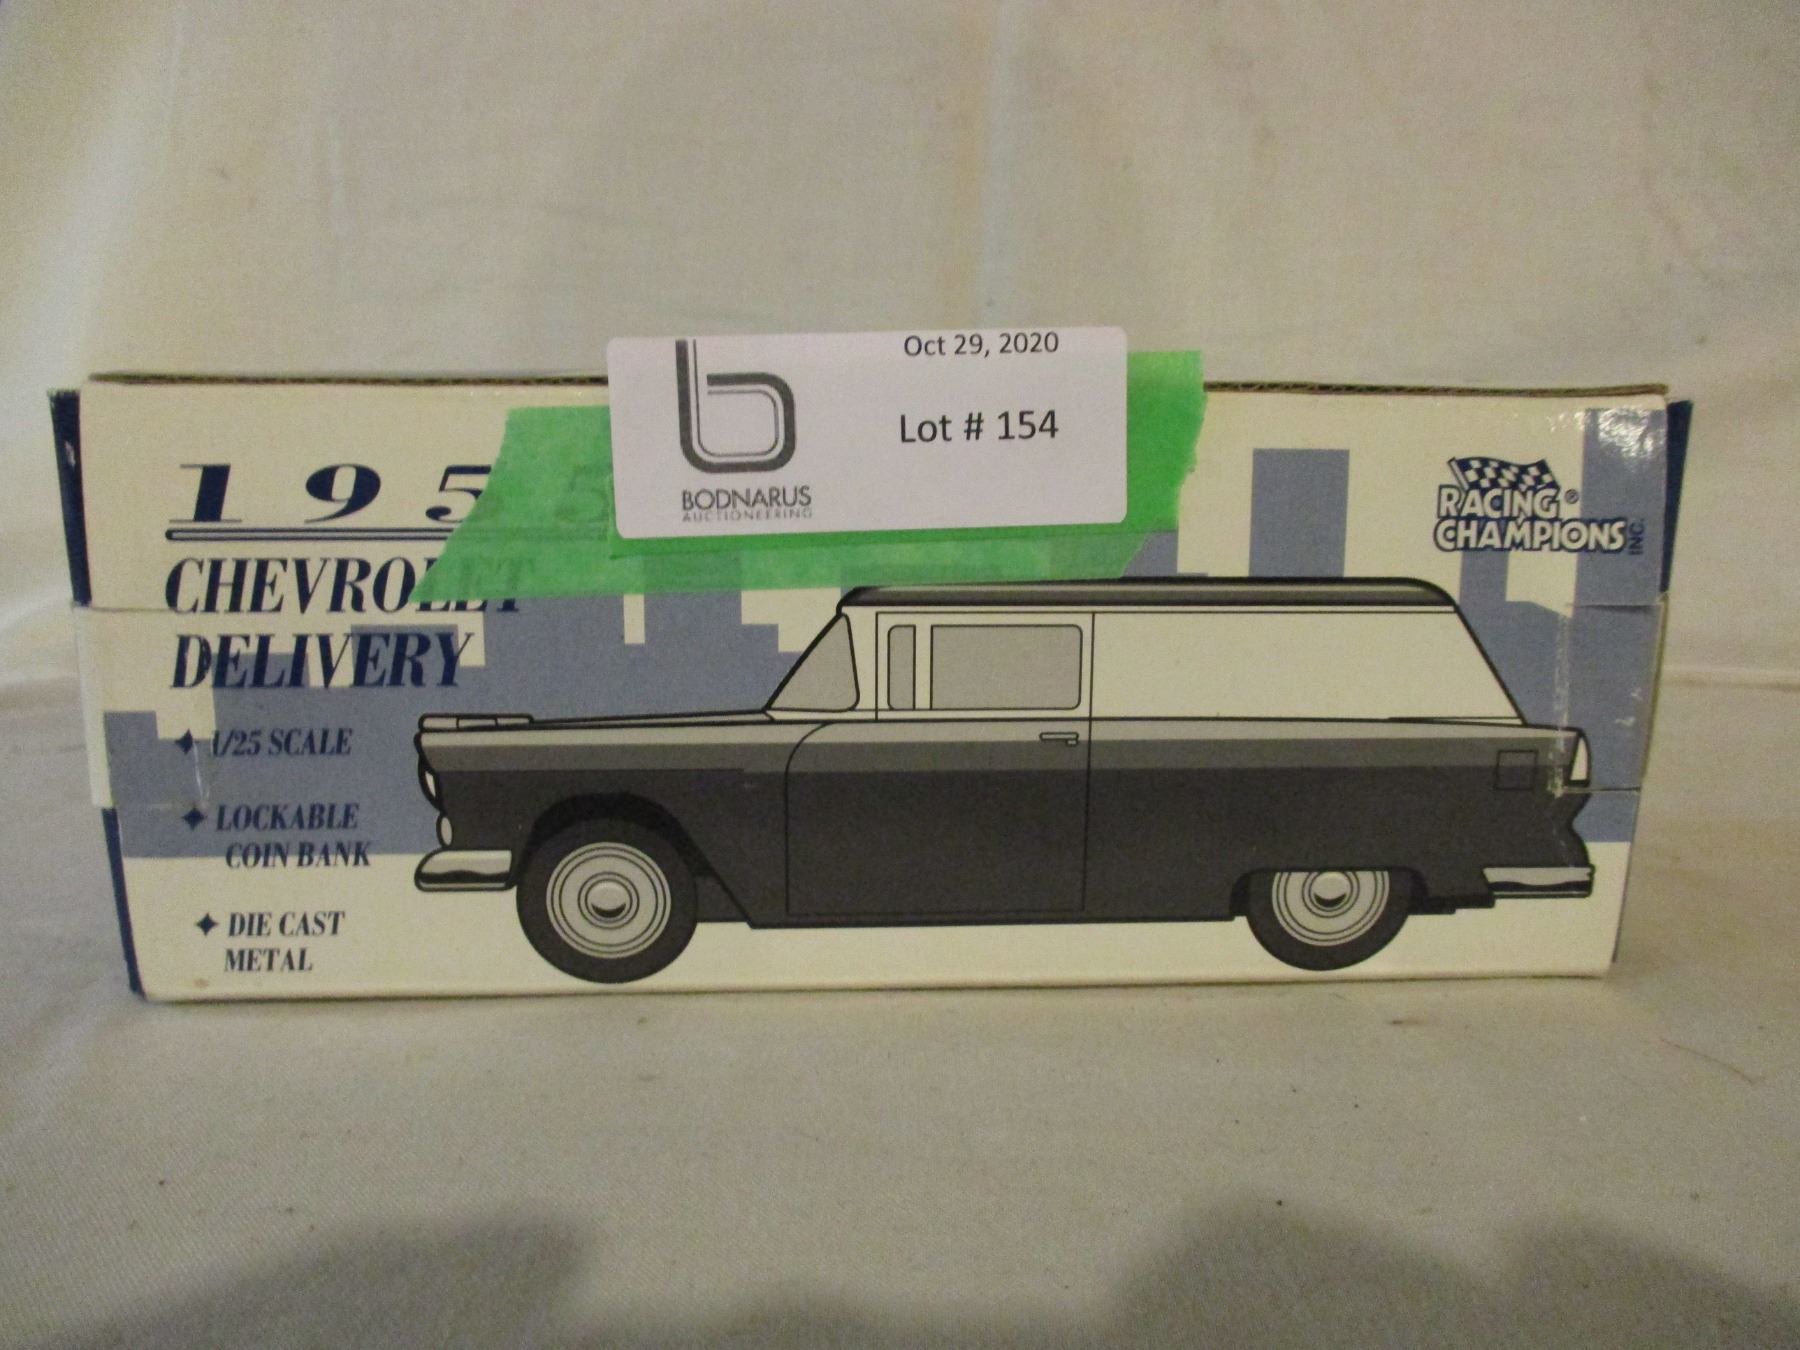 Oct 29, 2020
Lot # 154
BODNARUS
AUCTIONEERING
1955
CHEVROLET
DELIVERY
1/25 SCALE
LOCKABLE
COIN BANK
DIE CAST
METAL
RACING®
CHAMPIONS INC.